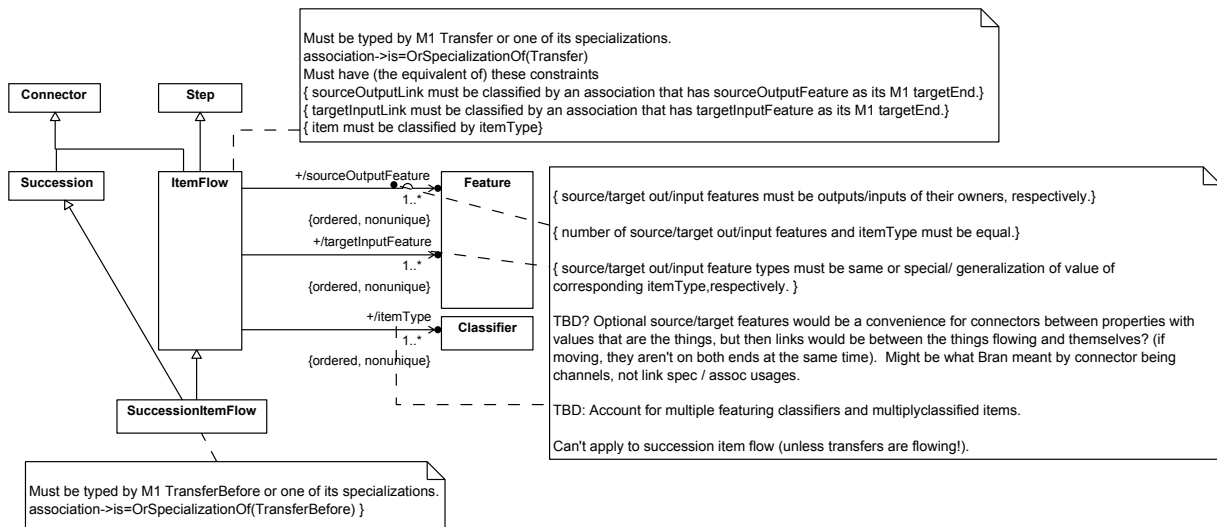 Must be typed by M1 Transfer or one of its specializations.
association->is=OrSpecializationOf(Transfer)
Must have (the equivalent of) these constraints
{ sourceOutputLink must be classified by an association that has sourceOutputFeature as its M1 targetEnd.}
{ targetInputLink must be classified by an association that has targetInputFeature as its M1 targetEnd.}
{ item must be classified by itemType}
Connector
Step
Succession
ItemFlow
+/sourceOutputFeature
1..*
{ordered, nonunique}
+/targetInputFeature
1..*
{ordered, nonunique}
+/itemType
1..*
{ordered, nonunique}
Feature
Classifier
{ source/target out/input features must be outputs/inputs of their owners, respectively.}
{ number of source/target out/input features and itemType must be equal.}
{ source/target out/input feature types must be same or special/ generalization of value of
corresponding itemType,respectively. }
TBD? Optional source/target features would be a convenience for connectors between properties with
values that are the things, but then links would be between the things flowing and themselves? (if
moving, they aren't on both ends at the same time).  Might be what Bran meant by connector being
channels, not link spec / assoc usages.
TBD: Account for multiple featuring classifiers and multiplyclassified items.
Can't apply to succession item flow (unless transfers are flowing!).
SuccessionItemFlow
Must be typed by M1 TransferBefore or one of its specializations.
association->is=OrSpecializationOf(TransferBefore) }